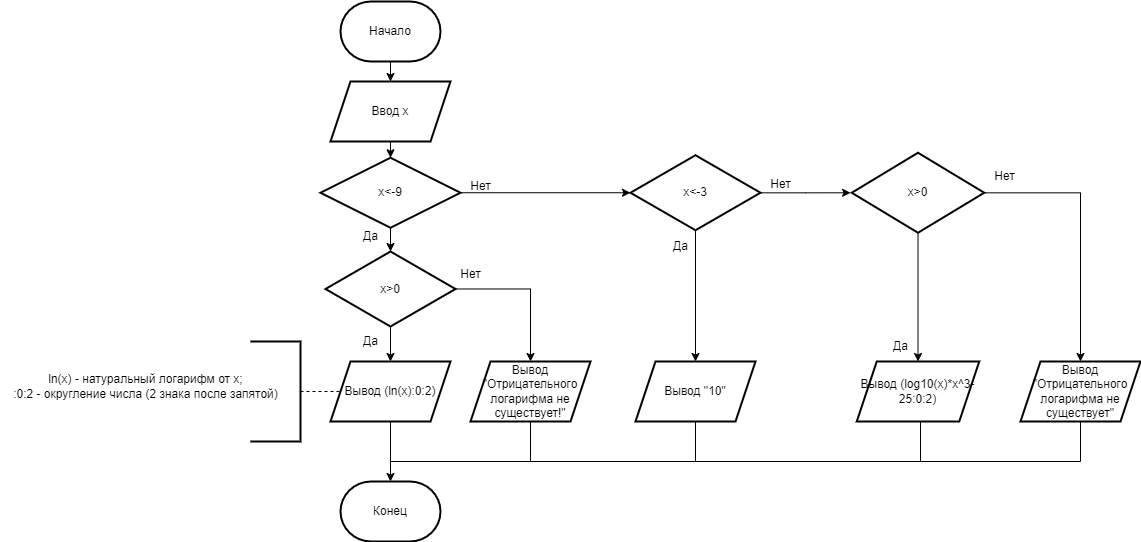 Начало
Ввод x
x<-9
Нет
x<-3
Нет
x>0
Нет
Да
Да
x>0
Нет
Да
Да
ln(x) - натуральный логарифм от x;
:0:2 - округление числа (2 знака после запятой)
Вывод (ln(x):0:2)
Вывод
"Отрицательного
логарифма не
существует!"
Вывод "10"
Вывод (log10(x)*x^3-
25:0:2)
Вывод
"Отрицательного
логарифма не
существует"
Конец